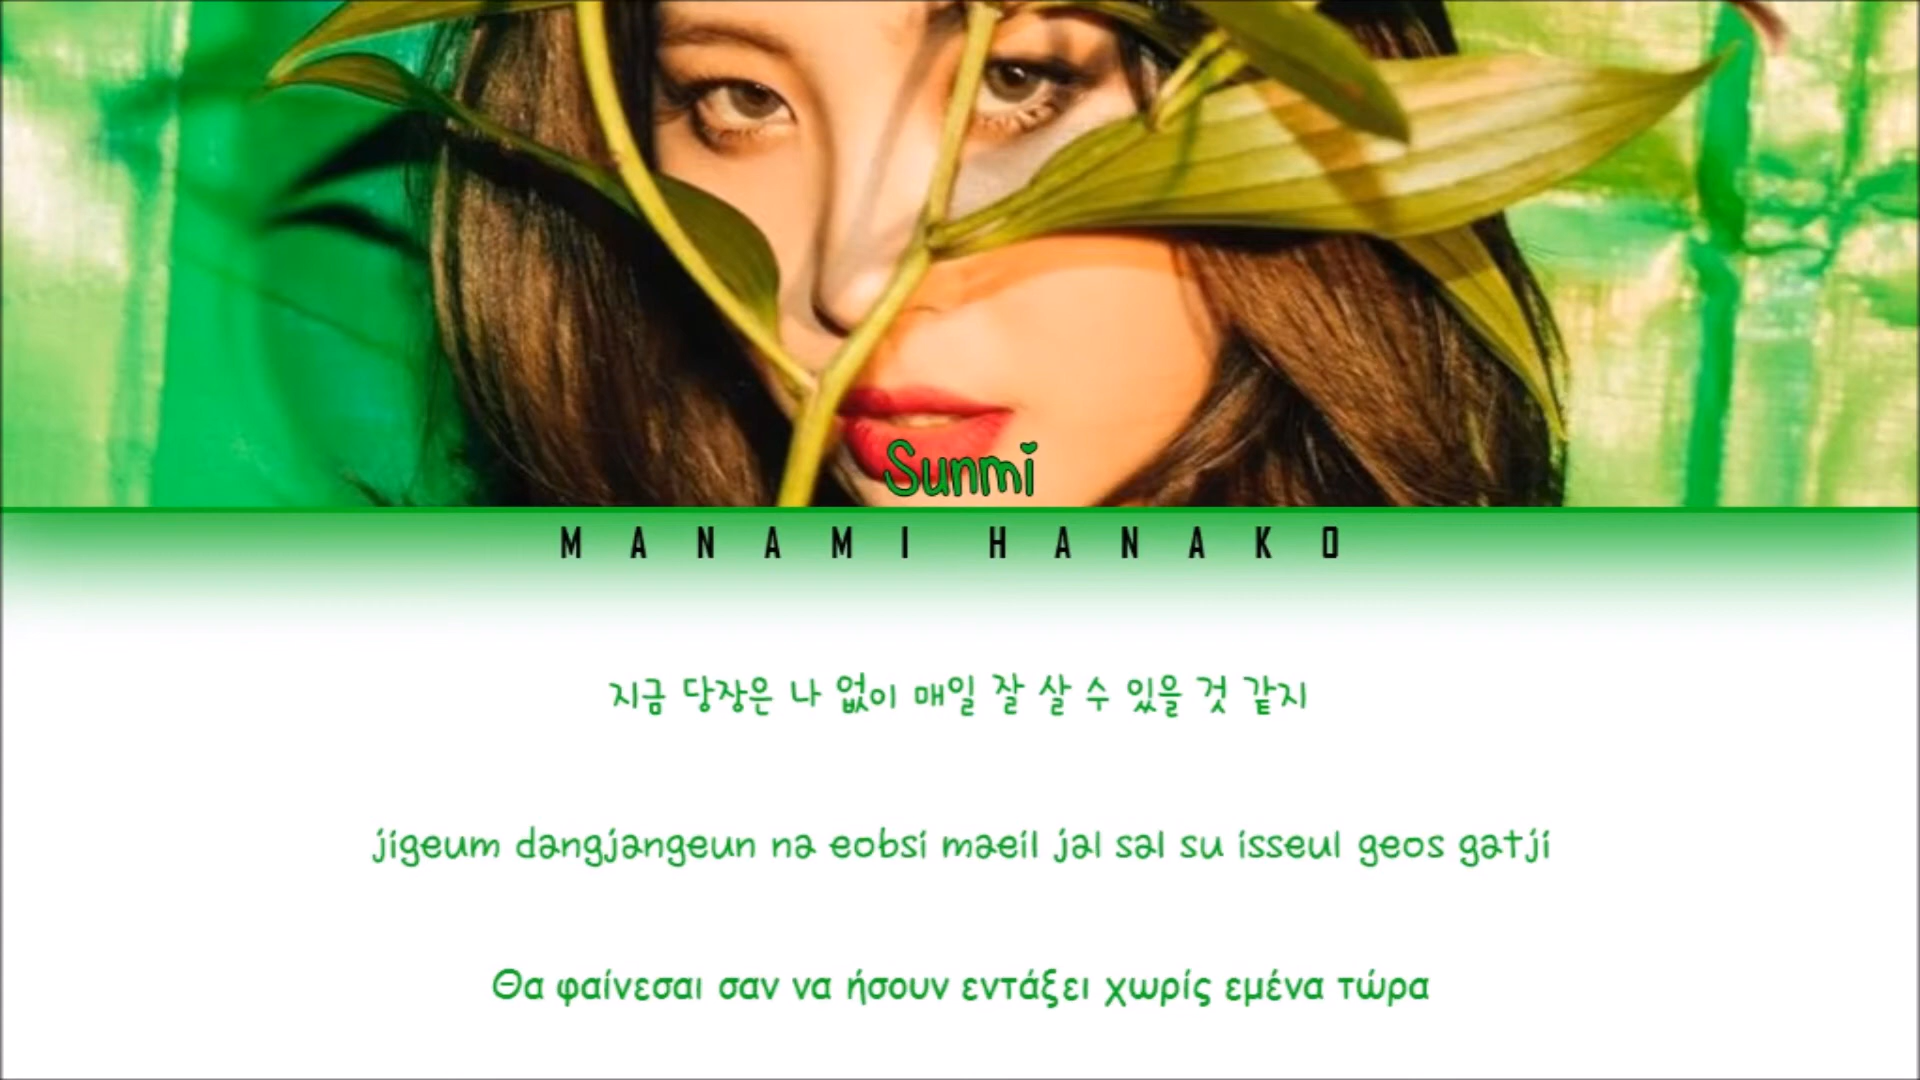 Sunmi
MANAMI HANAKO
지금 당장은 나 없이 매일 잘 살 수 있을 것 같지
jigeum dangjangeun na eobsi maeil jal sal su isseul geos gatji
Θα φαίνεσαι σαν να ήσουν εντάξει χωρίς εμένα τώρα